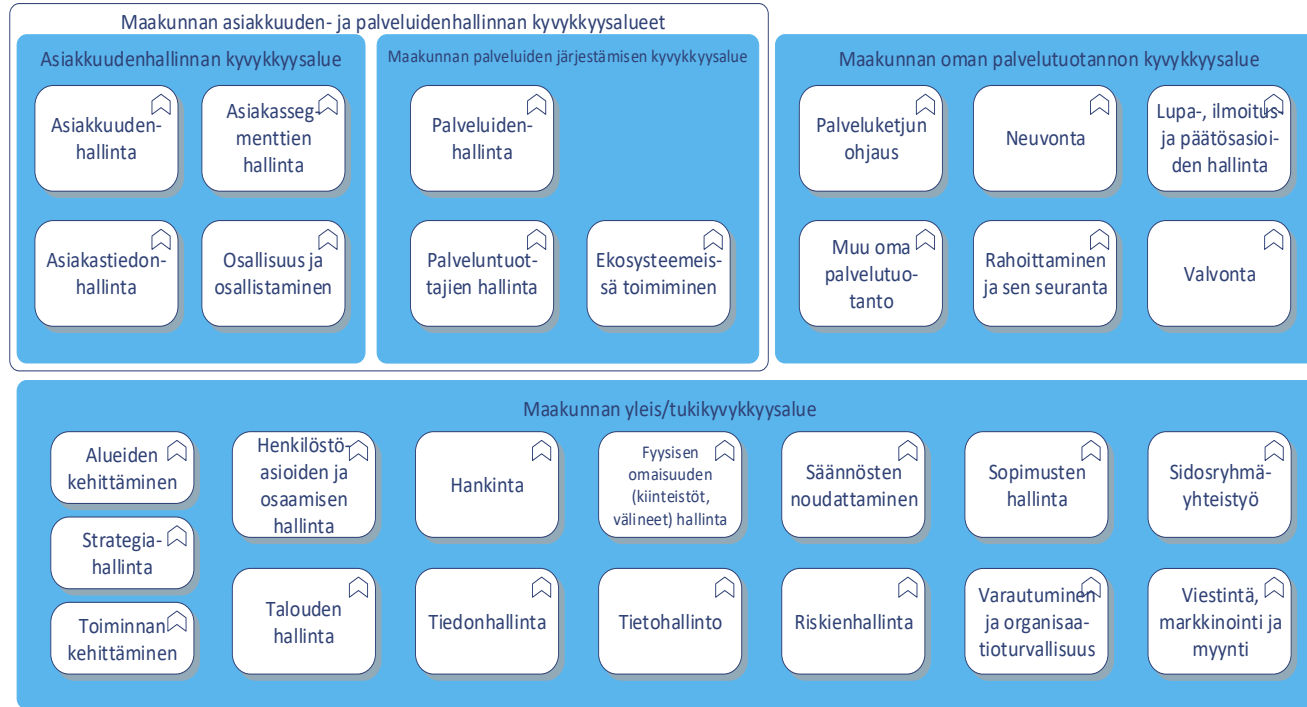 Maakunnan asiakkuuden- ja palveluidenhallinnan kyvykkyysalueet
Asiakkuudenhallinnan kyvykkyysalue
Asiakkuuden-
hallinta
Asiakasseg-
menttien
hallinta
Asiakastiedon-
hallinta
Osallisuus ja
osallistaminen
Maakunnan palveluiden järjestämisen kyvykkyysalue
Palveluiden-
hallinta
Palveluntuot-
tajien hallinta
Ekosysteemeis-
sä toimiminen
Maakunnan oman palvelutuotannon kyvykkyysalue
Palveluketjun
ohjaus
Neuvonta
Lupa-, ilmoitus-
ja päätösasioi-
den hallinta
Muu oma
palvelutuo-
tanto
Rahoittaminen
ja sen seuranta
Valvonta
Maakunnan yleis/tukikyvykkyysalue
Alueiden
kehittäminen
Strategia-
hallinta
Toiminnan
kehittäminen
Henkilöstö-
asioiden ja
osaamisen
hallinta
Hankinta
Fyysisen
omaisuuden
(kiinteistöt,
välineet) hallinta
Säännösten
noudattaminen
Sopimusten
hallinta
Sidosryhmä-
yhteistyö
Talouden
hallinta
Tiedonhallinta
Tietohallinto
Riskienhallinta
Varautuminen
ja organisaa-
tioturvallisuus
Viestintä,
markkinointi ja
myynti